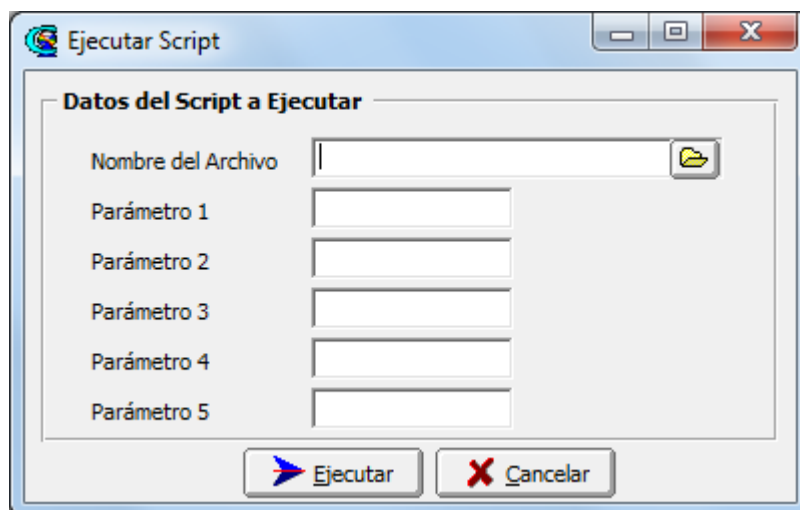 Ejecutar Script
Datos del Script a Ejecutar
Nombre del Archivo
Parámetro 1
Parámetro 2
Parámetro 3
Parámetro 4
Parámetro 5
Ejecutar Cancelar